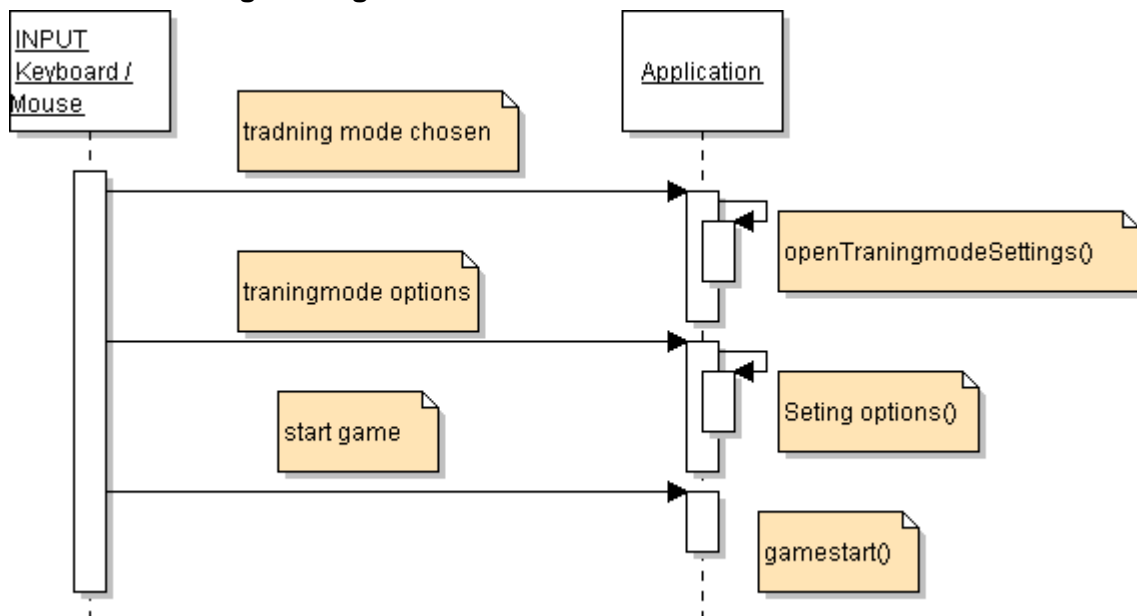 INPUT
Keyboard /
Mouse
Application
tradning mode chosen
openTraningmodeSettings()
traningmode options
Seting options()
start game
gamestart()